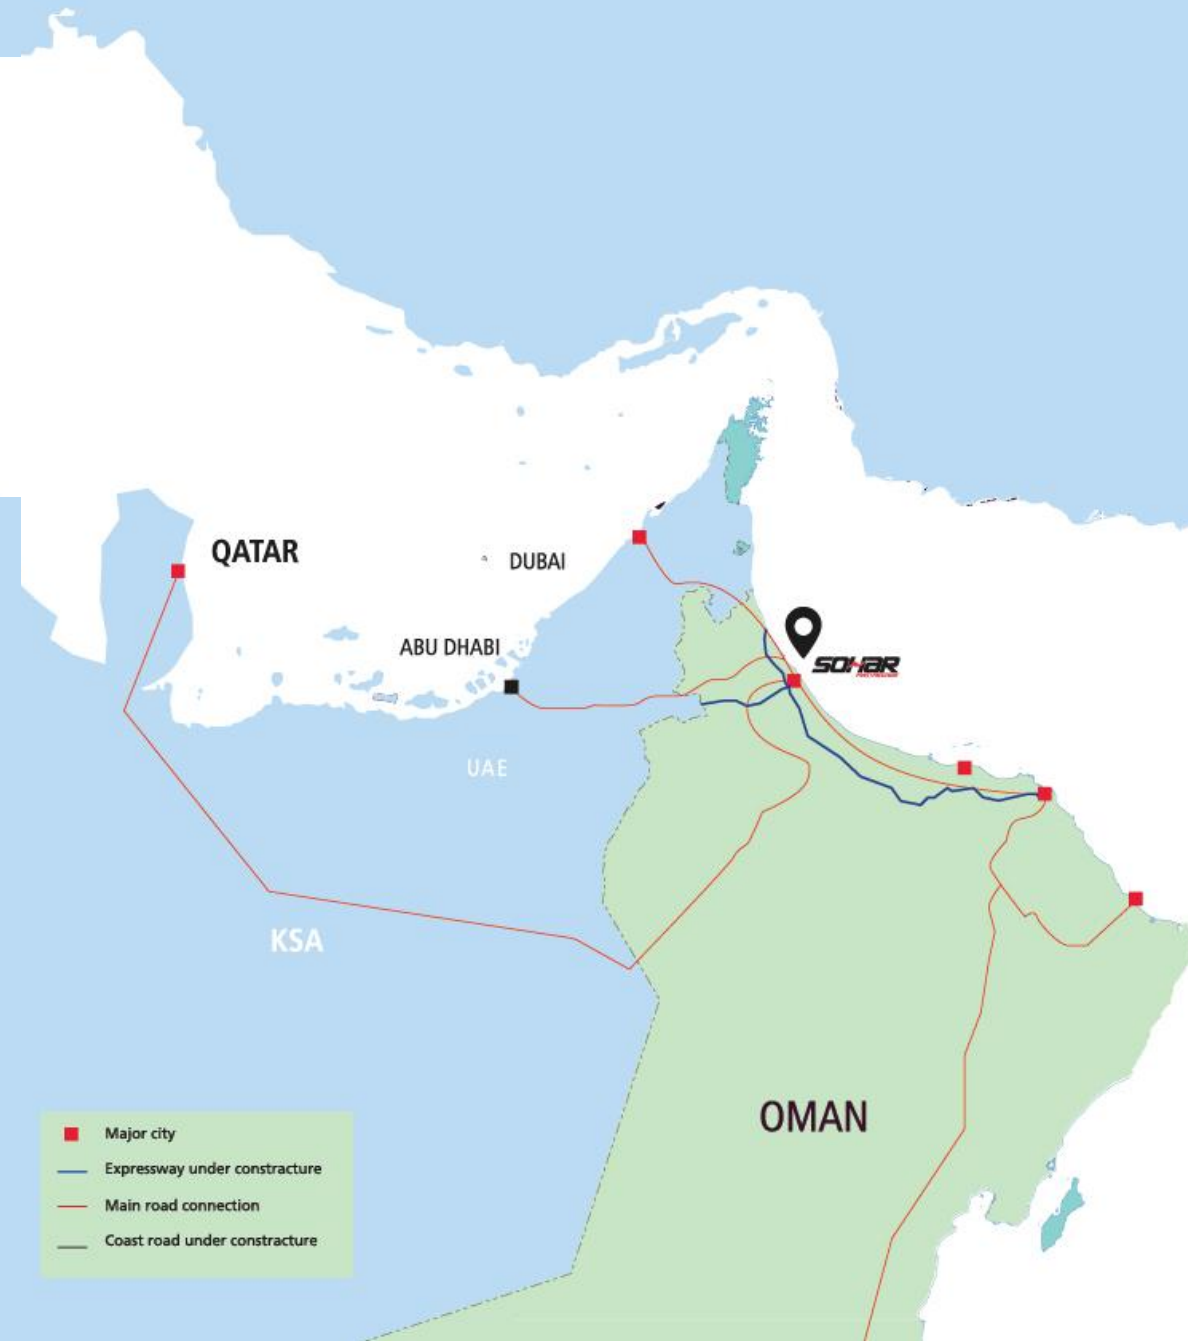 QATAR
DUBAI
ABU DHABI
SOHAR
UAE
KSA
OMAN
Major city
Expressway under constracture
Main road connection
Coast road under constracture